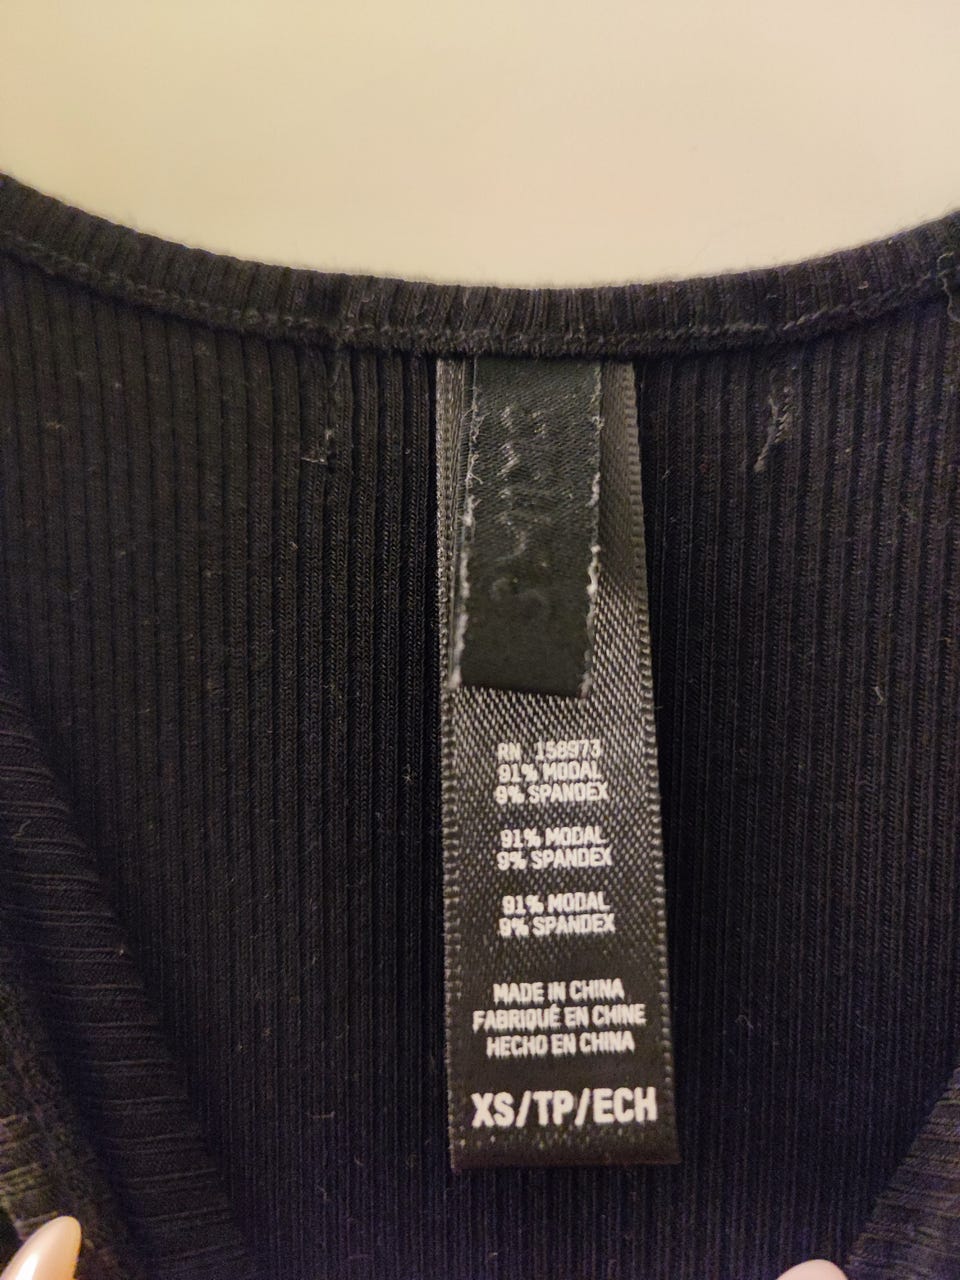 RN 158973
91% MODAL
9% SPANDEX
91% MODAL
9% SPANDEX
91% MODAL
9% SPANDEX
MADE IN CHINA
FABRIQUÉ EN CHINE
HECHO EN CHINA
XS/TP/ECH